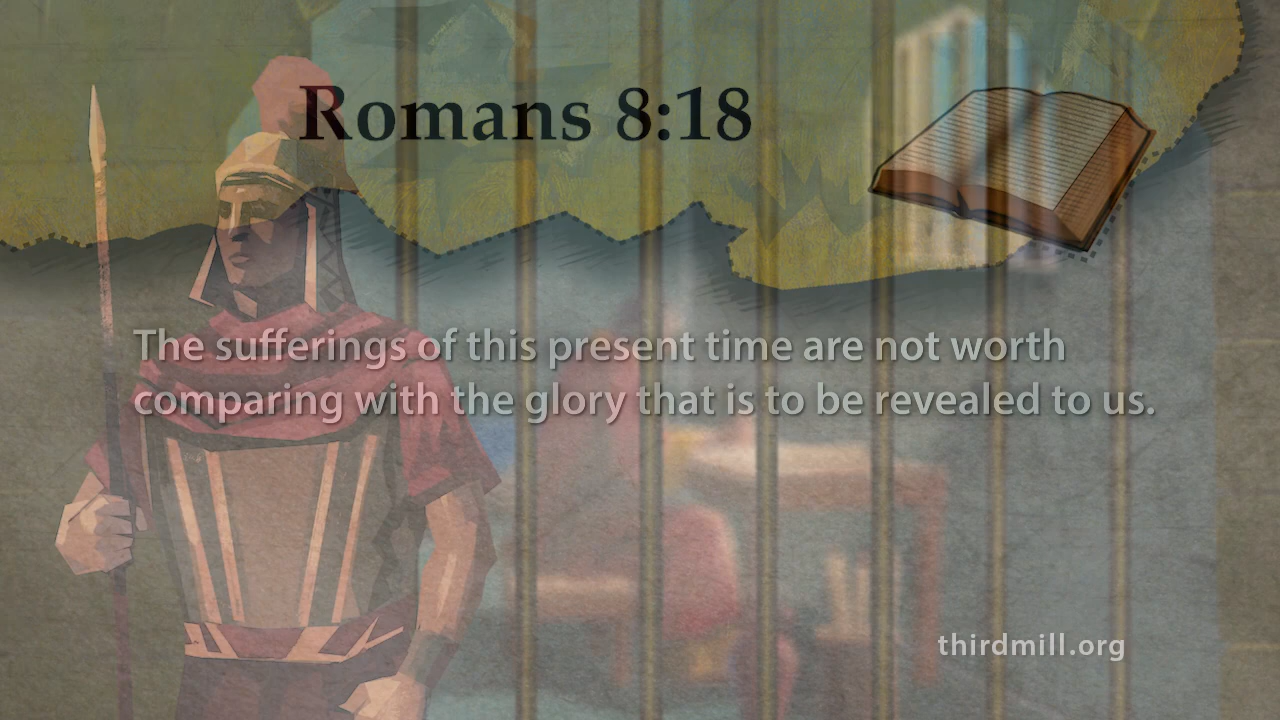 Romans 8:18
The sufferings of this present time are not worth
comparing with the glory that is to be revealed to us.
thirdmill.org